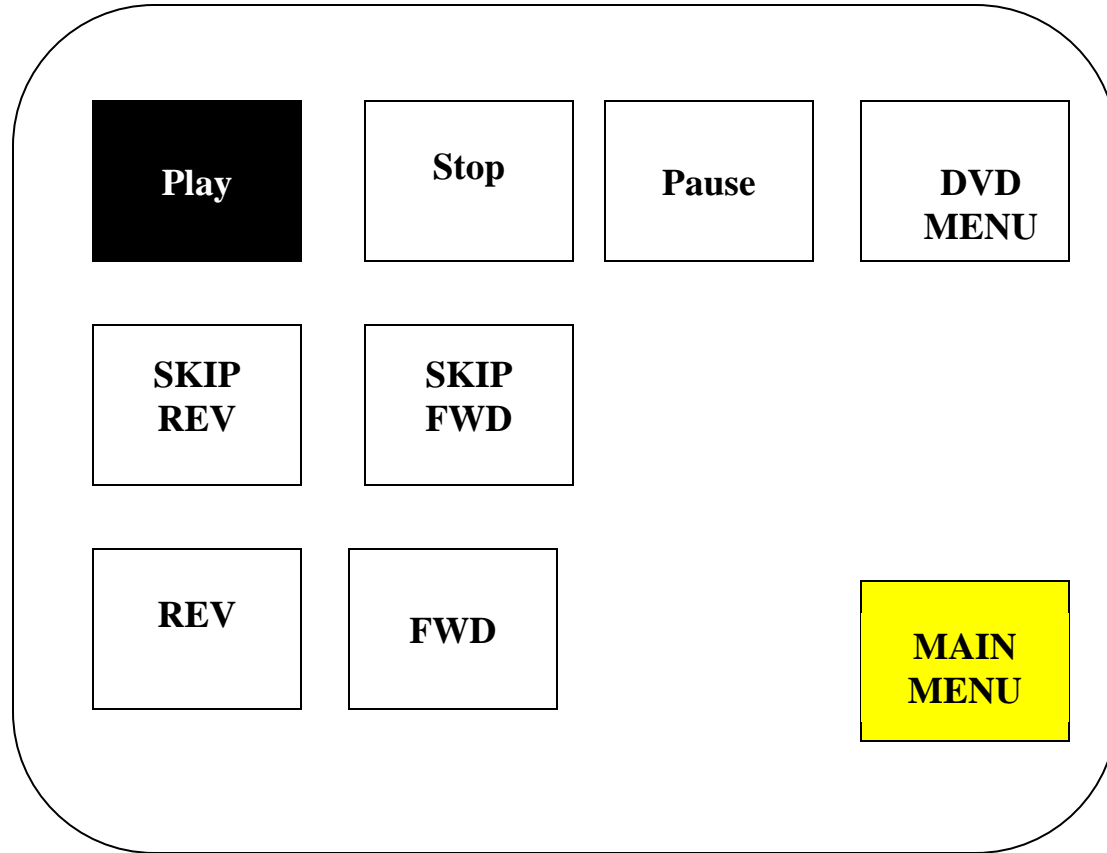 Play
Stop
Pause
DVD
MENU
SKIP
REV
SKIP
FWD
REV
FWD
MAIN
MENU